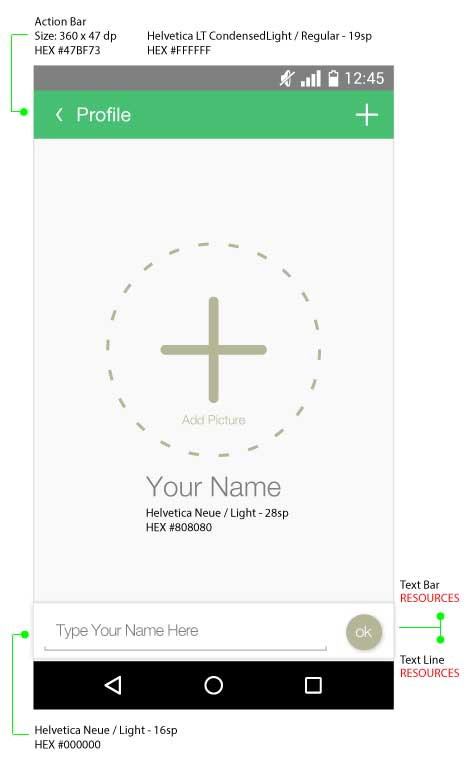 Action Bar
Size: 360 x 47 dp
HEX #47BF73
Helvetica LT CondensedLight / Regular - 19sp
HEX #FFFFFF
12:45
Profile
Add Picture
Your Name
Helvetica Neue / Light - 28sp
HEX #808080
Text Bar
RESOURCES
Type Your Name Here
ok
Text Line
RESOURCES
Helvetica Neue / Light - 16sp
HEX #000000